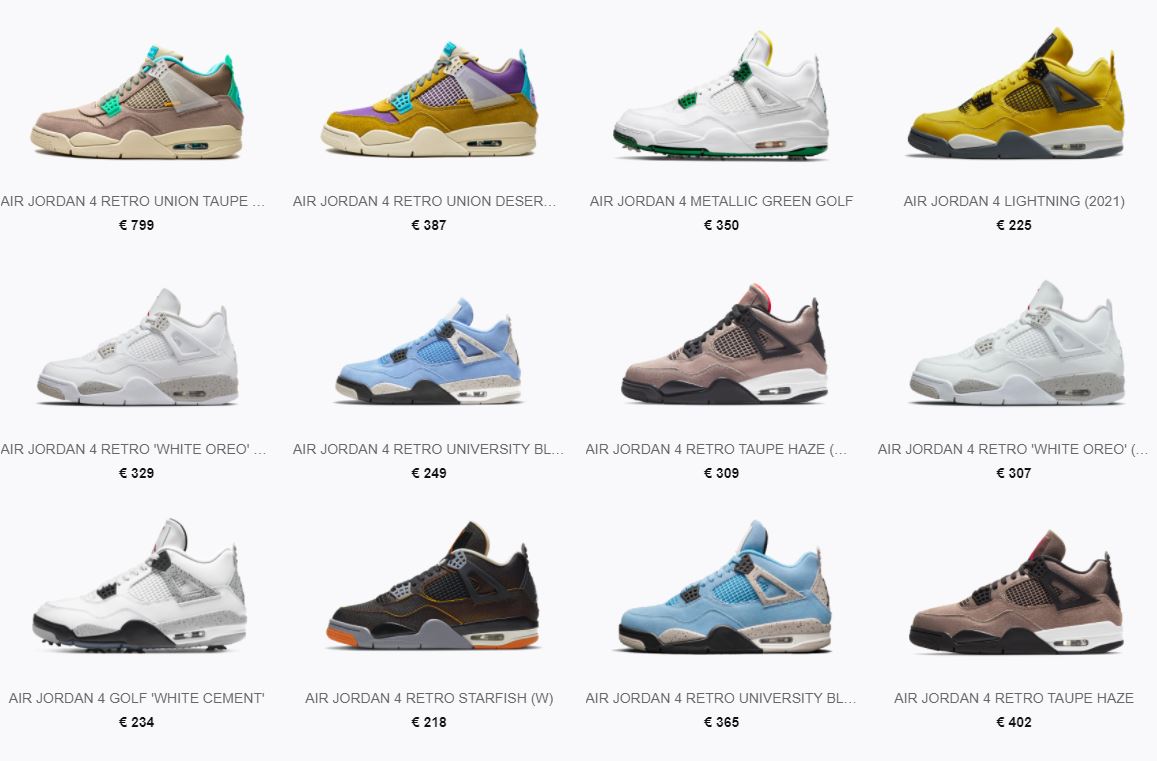 AIR JORDAN 4 RETRO UNION TAUPE ...
€ 799
AIR JORDAN 4 RETRO UNION DESER...
€ 387
AIR JORDAN 4 METALLIC GREEN GOLF
€ 350
AIR JORDAN 4 LIGHTNING (2021)
€ 225
AIR JORDAN 4 RETRO 'WHITE OREO' ...
€ 329
AIR JORDAN 4 RETRO UNIVERSITY BL...
€ 249
AIR JORDAN 4 RETRO TAUPE HAZE (...
€ 309
AIR JORDAN 4 RETRO 'WHITE OREO' (...
€ 307
AIR JORDAN 4 GOLF 'WHITE CEMENT'
€ 234
AIR JORDAN 4 RETRO STARFISH (W)
€ 218
AIR JORDAN 4 RETRO UNIVERSITY BL...
€ 365
AIR JORDAN 4 RETRO TAUPE HAZE
€ 402